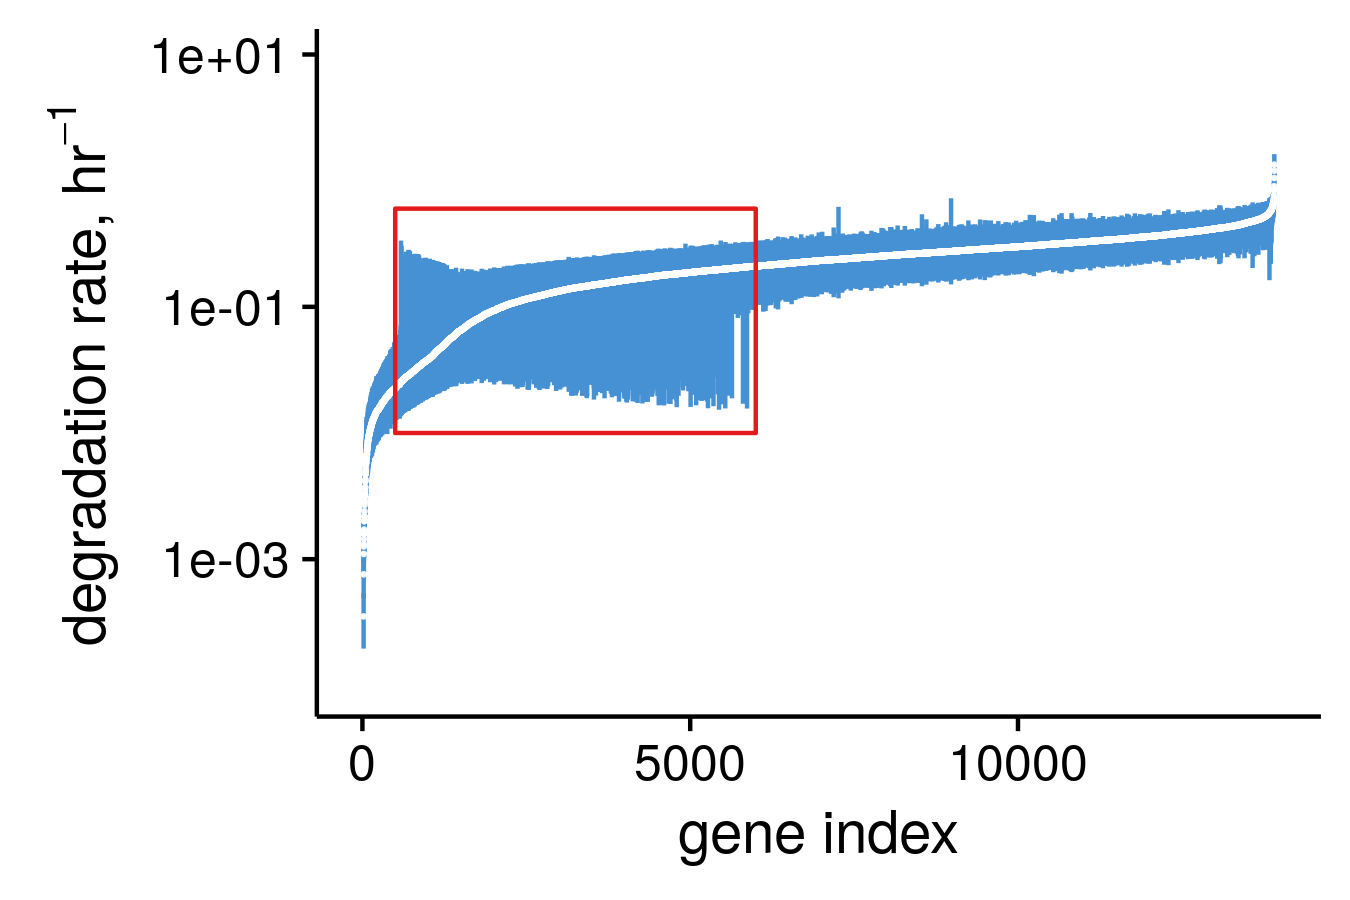 1e+01
1e-01
1e-03
degradation rate, hr⁻¹
0 5000 10000
gene index